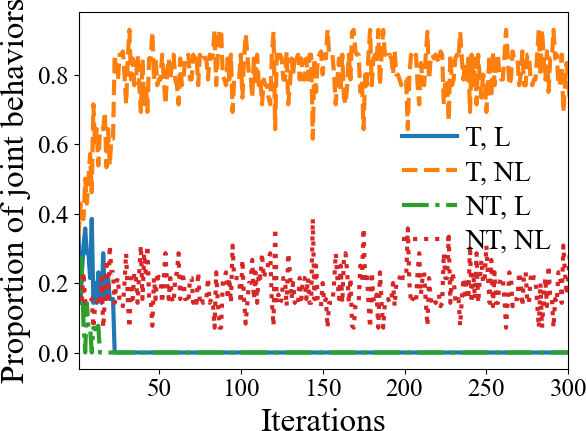 Proportion of joint behaviors
0.8
0.6
0.4
0.2
0.0
T, L
T, NL
NT, L
NT, NL
50
100
150
200
250
300
Iterations